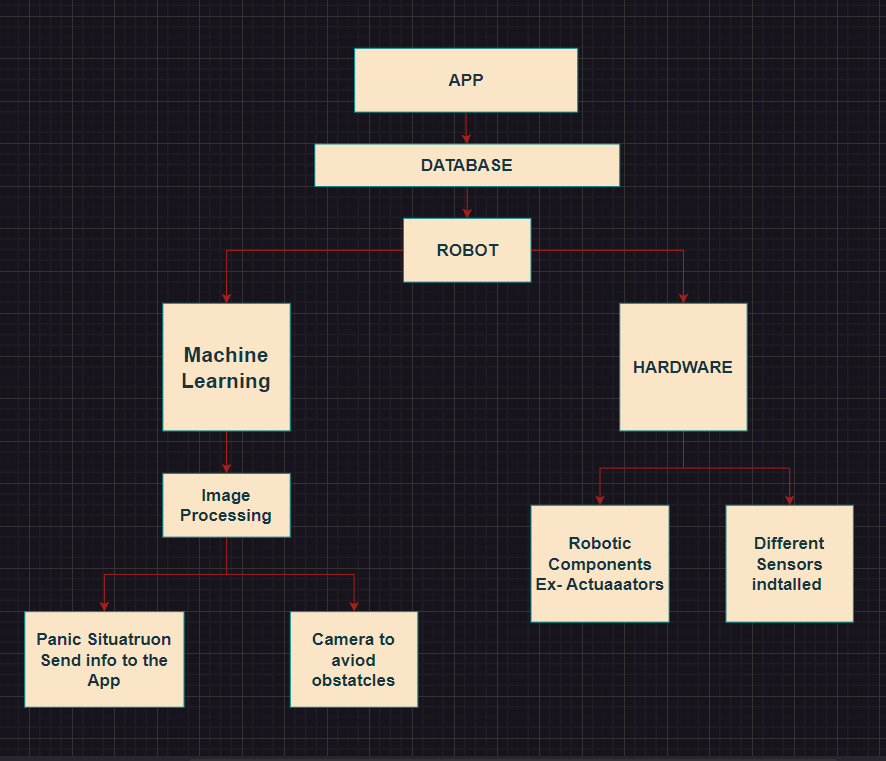 APP
DATABASE
ROBOT
Machine
Learning
HARDWARE
Image
Processing
Robotic
Components
Ex- Actuaaators
Different
Sensors
indtalled
Panic Situatruon
Send info to the
App
Camera to
aviod
obstatcles